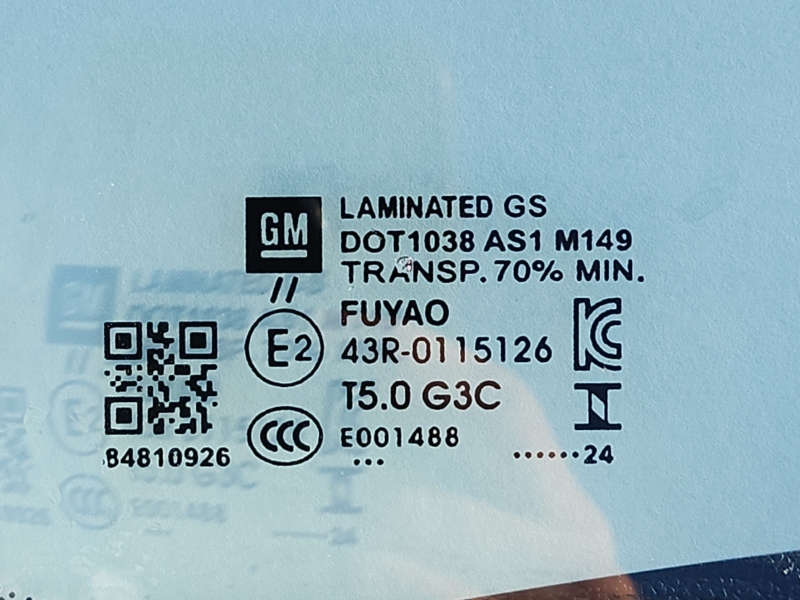 GM
LAMINATED GS
DOT1038 AS1 M149
TRANSP. 70% MIN.
//
FUYAO
E2
43R-0115126
T5.0 G3C
CCC
E001488
84810926
... ......24